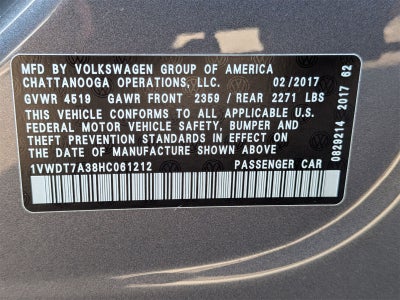 MFD BY VOLKSWAGEN GROUP OF AMERICA
CHATTANOOGA OPERATIONS, LLC. 02/2017
GVWR 4519 GAWR FRONT 2359 / REAR 2271 LBS
THIS VEHICLE CONFORMS TO ALL APPLICABLE U.S.
FEDERAL MOTOR VEHICLE SAFETY, BUMPER AND
THEFT PREVENTION STANDARDS IN EFFECT ON
THE DATE OF MANUFACTURE SHOWN ABOVE.
1VWDT7A38HC061212 PASSENGER CAR
0829214 2017 62